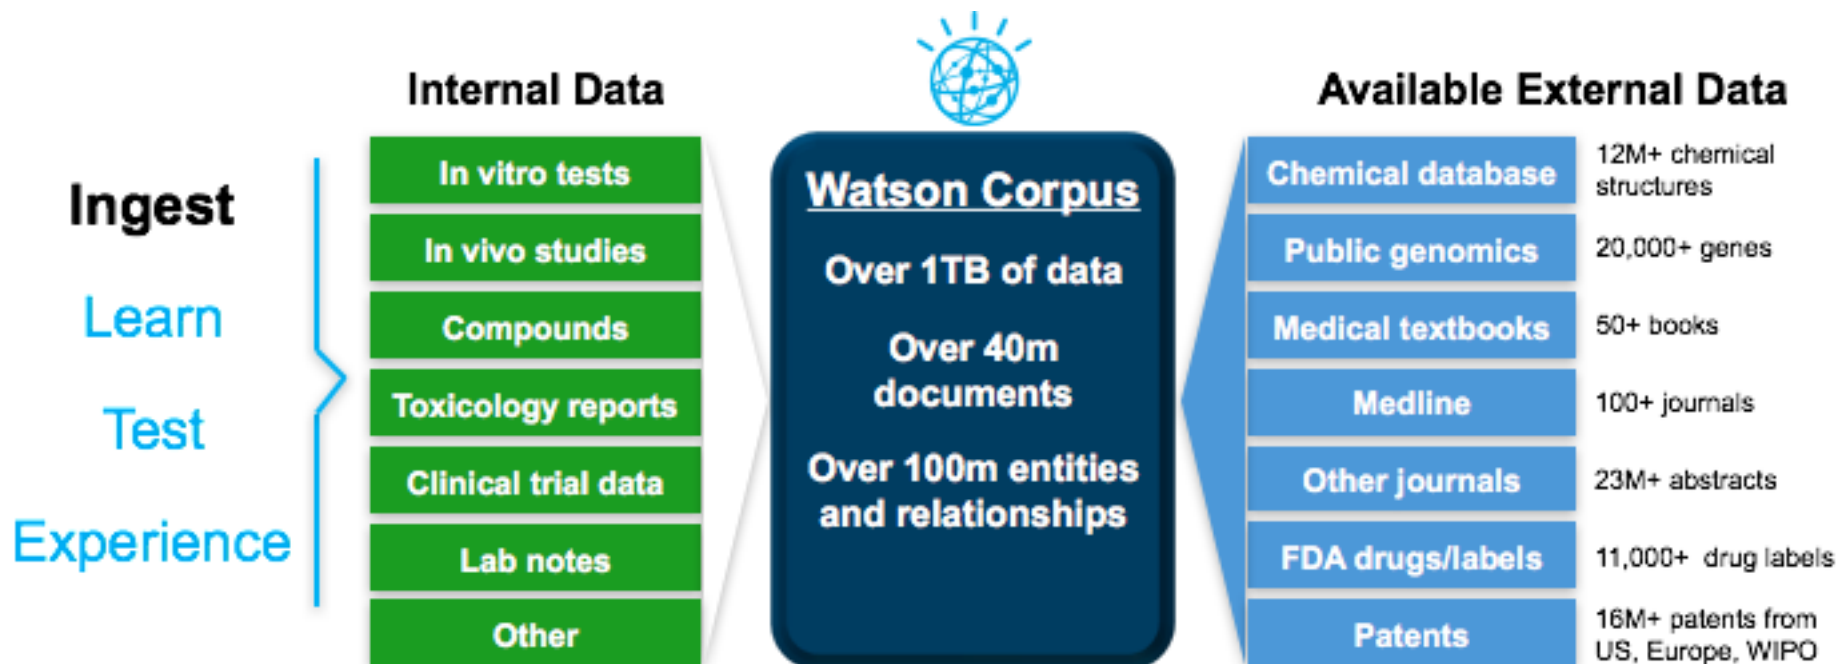 Internal Data
Available External Data
Ingest
Learn
Test
Experience
In vitro tests
In vivo studies
Compounds
Toxicology reports
Clinical trial data
Lab notes
Other
Watson Corpus
Over 1TB of data
Over 40m
documents
Over 100m entities
and relationships
Chemical database
12M+ chemical
structures
Public genomics
20,000+ genes
Medical textbooks
50+ books
Medline
100+ journals
Other journals
23M+ abstracts
FDA drugs/labels
11,000+ drug labels
Patents
16M+ patents from
US, Europe, WIPO